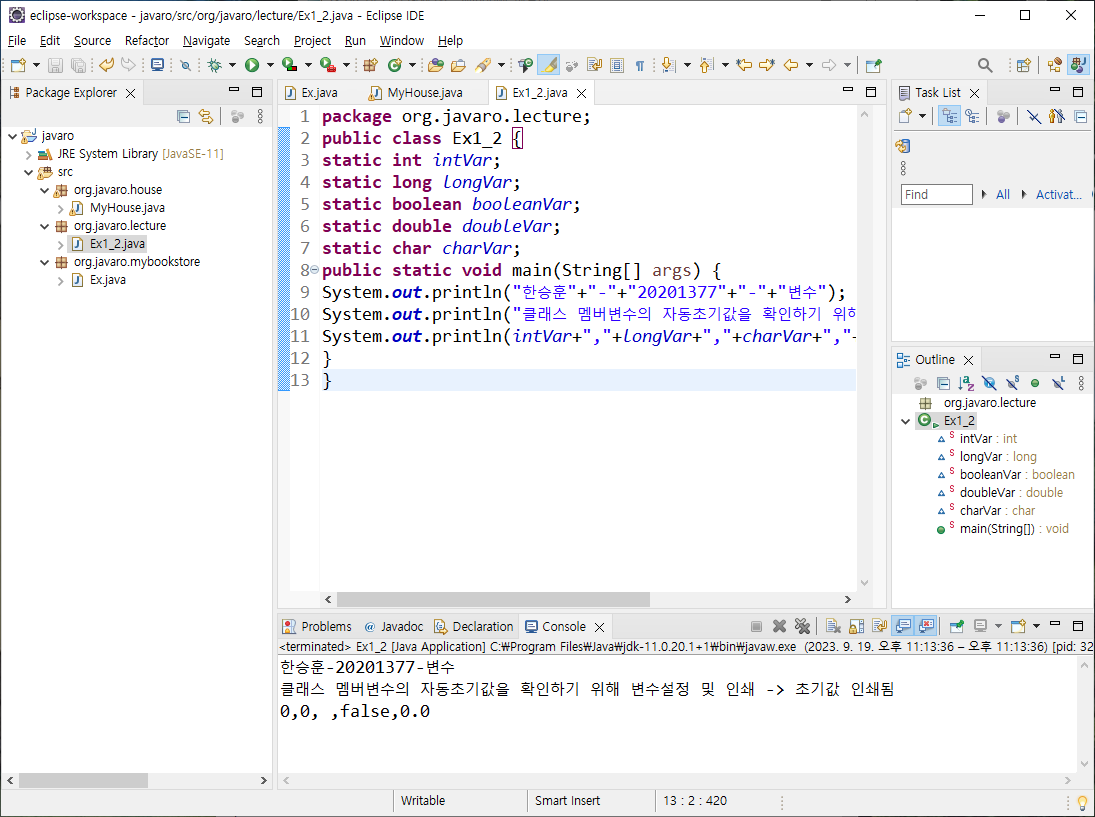 eclipse-workspace - javaro/src/org/javaro/lecture/Ex1_2.java - Eclipse IDE
File Edit Source Refactor Navigate Search Project Run Window Help
Package Explorer
javaro
JRE System Library [JavaSE-11]
src
org.javaro.house
MyHouse.java
org.javaro.lecture
Ex1_2.java
org.javaro.mybookstore
Ex.java
Ex.java MyHouse.java Ex1_2.java
1 package org.javaro.lecture;
2 public class Ex1_2 {
3 static int intVar;
4 static long longVar;
5 static boolean booleanVar;
6 static double doubleVar;
7 static char charVar;
8 public static void main(String[] args) {
9 System.out.println("한승훈"+"-"+"20201377"+"-"+"변수");
10 System.out.println("클래스 멤버변수의 자동초기값을 확인하기 위해
11 System.out.println(intVar+","+longVar+","+charVar+","+
12 }
13 }
Task List
Find All Activat...
Outline
org.javaro.lecture
Ex1_2
intVar : int
longVar : long
booleanVar : boolean
doubleVar : double
charVar : char
main(String[]) : void
Problems Javadoc Declaration Console
<terminated> Ex1_2 [Java Application] C:₩Program Files₩Java₩jdk-11.0.20.1+1₩bin₩javaw.exe (2023. 9. 19. 오후 11:13:36 – 오후 11:13:36) [pid: 32
한승훈-20201377-변수
클래스 멤버변수의 자동초기값을 확인하기 위해 변수설정 및 인쇄 -> 초기값 인쇄됨
0,0, ,false,0.0
Writable Smart Insert 13 : 2 : 420